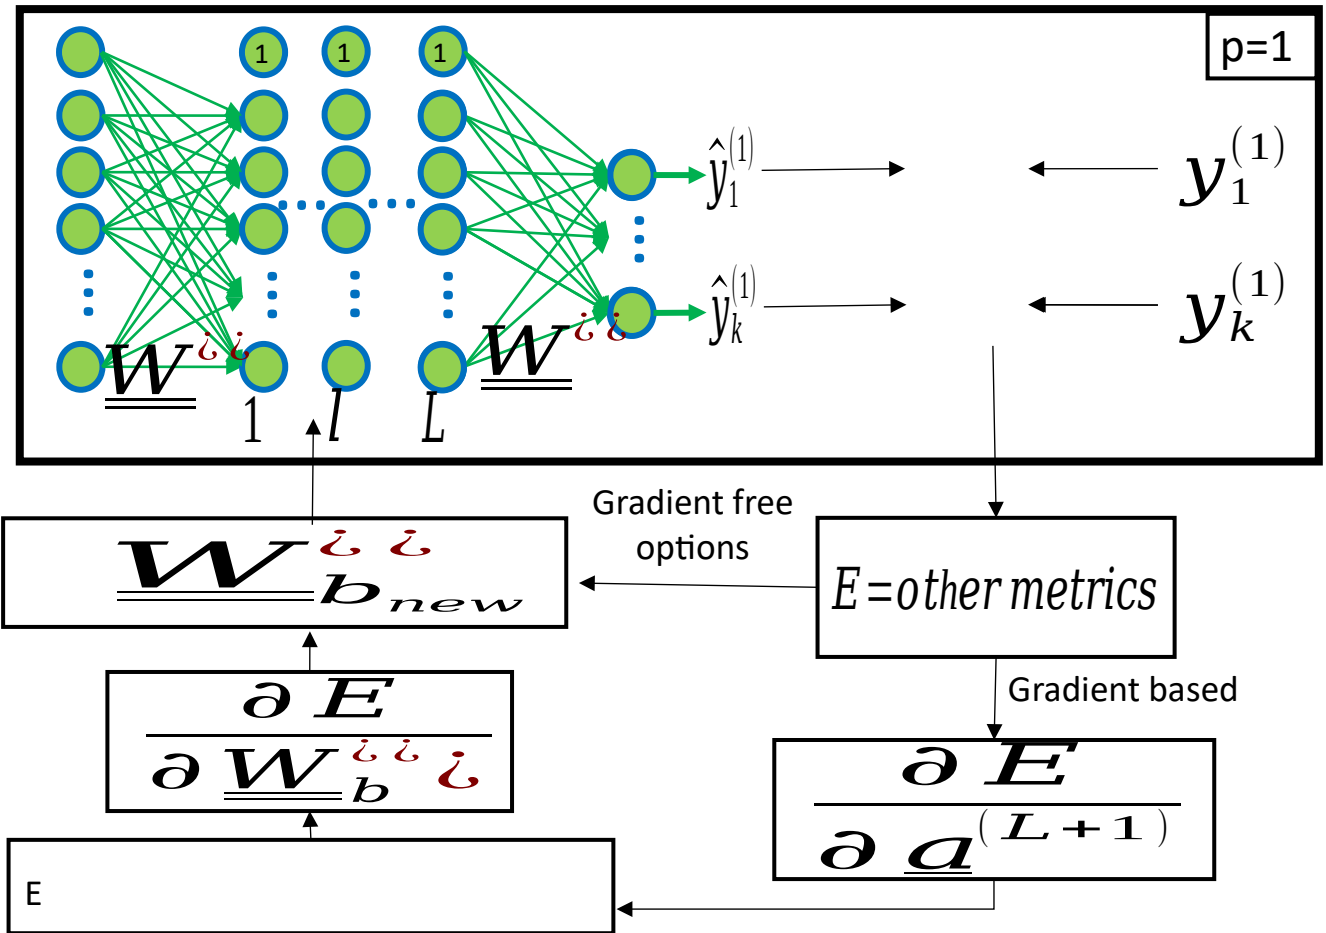 1 1 1
p=1
ŷ₁⁽¹⁾
y₁⁽¹⁾
ŷₖ⁽¹⁾
yₖ⁽¹⁾
W¿¿
W¿¿
1 l L
Gradient free
options
W¿¿ b new
E=other metrics
∂E
∂W¿¿ b ¿
Gradient based
∂E
∂a⁽ᴸ⁺¹⁾
E